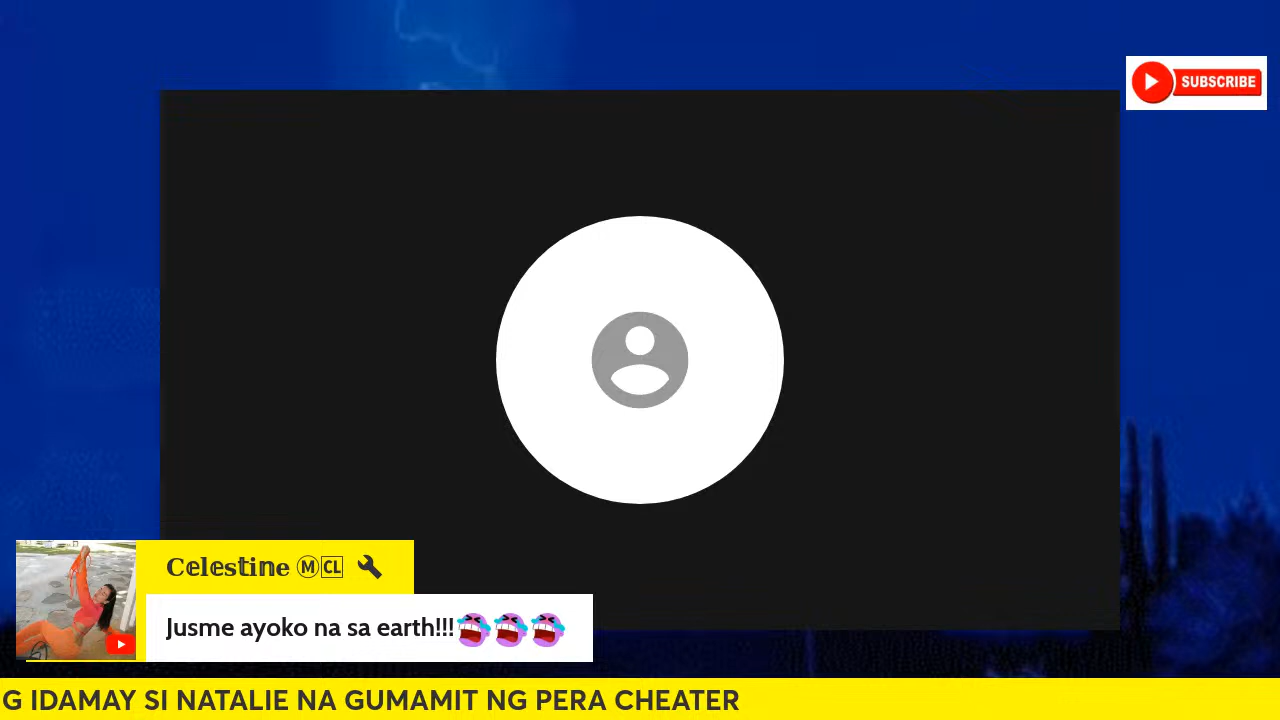 SUBSCRIBE
Celestine Ⓜ🄲🄻
Jusme ayoko na sa earth!!!
G IDAMAY SI NATALIE NA GUMAMIT NG PERA CHEATER